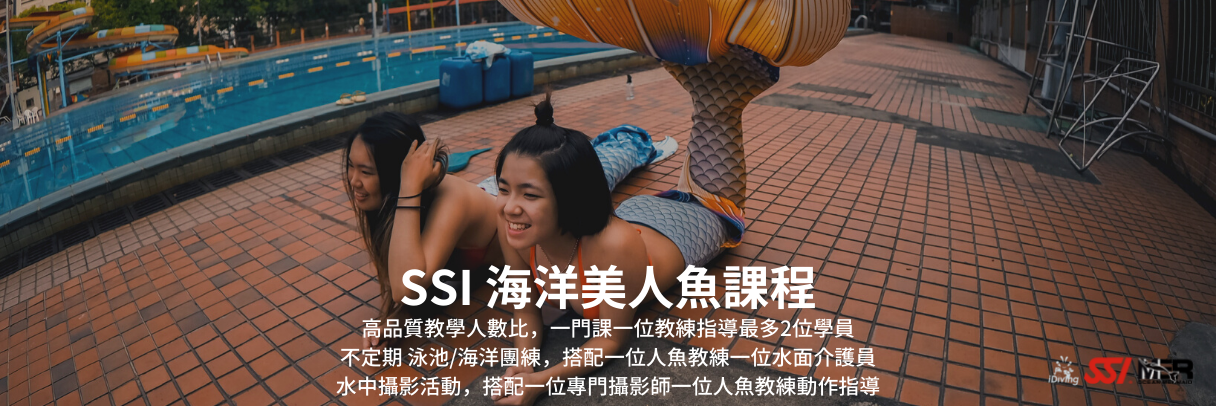 SSI 海洋美人魚課程
高品質教學人數比，一門課一位教練指導最多2位學員
不定期 泳池/海洋團練，搭配一位人魚教練一位水面介護員
水中攝影活動，搭配一位專門攝影師一位人魚教練動作指導
iDiving SSI